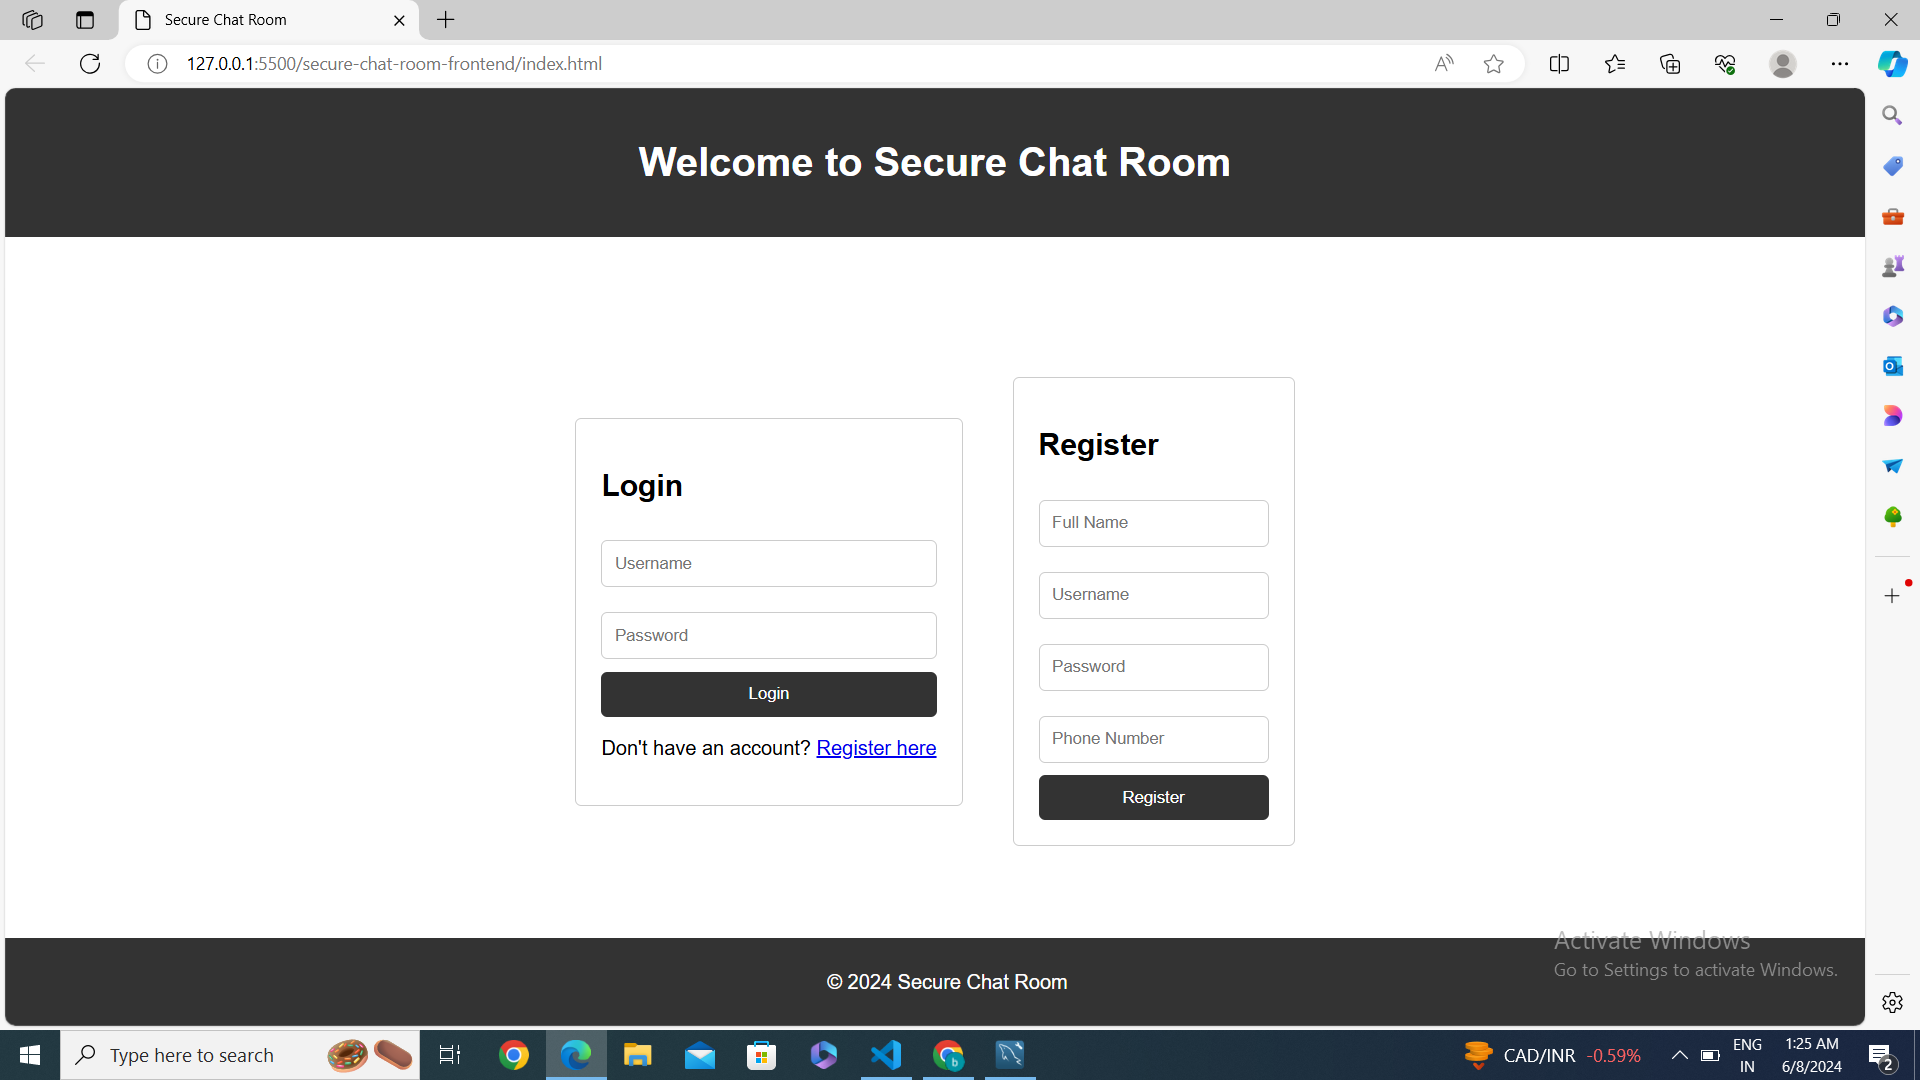 Secure Chat Room
127.0.0.1:5500/secure-chat-room-frontend/index.html
Welcome to Secure Chat Room
Login
Username
Password
Login
Don't have an account? Register here
Register
Full Name
Username
Password
Phone Number
Register
Activate Windows
Go to Settings to activate Windows.
© 2024 Secure Chat Room
Type here to search
CAD/INR -0.59%
ENG
IN
1:25 AM
6/8/2024
2